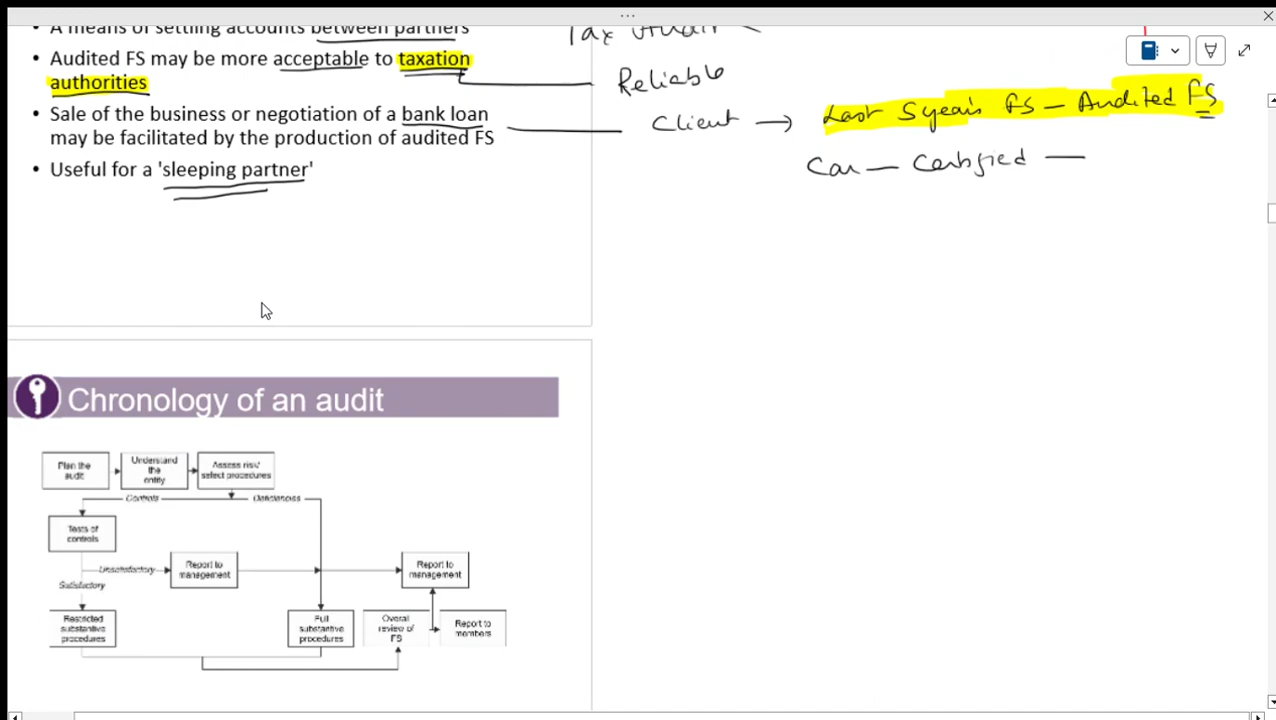 • A means of settling accounts between partners
Tax Audit
• Audited FS may be more acceptable to taxation
authorities
Reliable
Last 5 years FS – Audited FS
• Sale of the business or negotiation of a bank loan
may be facilitated by the production of audited FS
Client →
Car — Certified —
• Useful for a 'sleeping partner'
Chronology of an audit
Plan the
audit
Understand
the
entity
Assess risk/
select procedures
Controls
Deficiencies
Tests of
controls
Unsatisfactory
Report to
management
Report to
management
Satisfactory
Restricted
substantive
procedures
Full
substantive
procedures
Overall
review of
FS
Report to
members